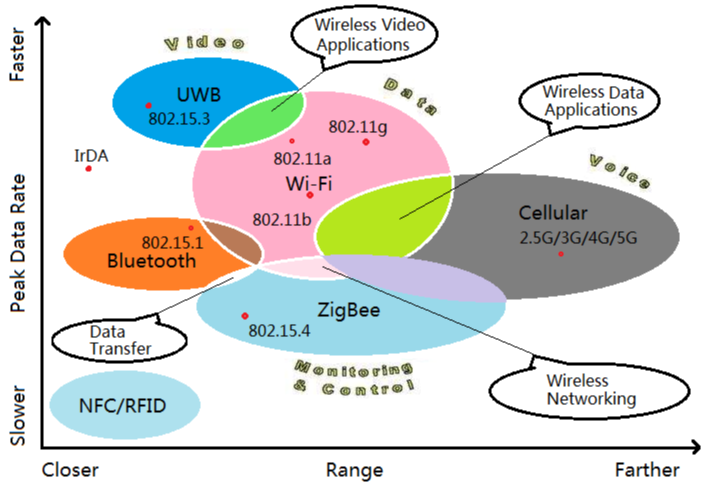 Faster
Peak Data Rate
Slower
Video
Wireless Video
Applications
Data
Wireless Data
Applications
UWB
802.15.3
802.11g
802.11a
IrDA
Wi-Fi
802.11b
Voice
Cellular
2.5G/3G/4G/5G
802.15.1
Bluetooth
ZigBee
802.15.4
Data
Transfer
Monitoring
& Control
Wireless
Networking
NFC/RFID
Closer
Range
Farther